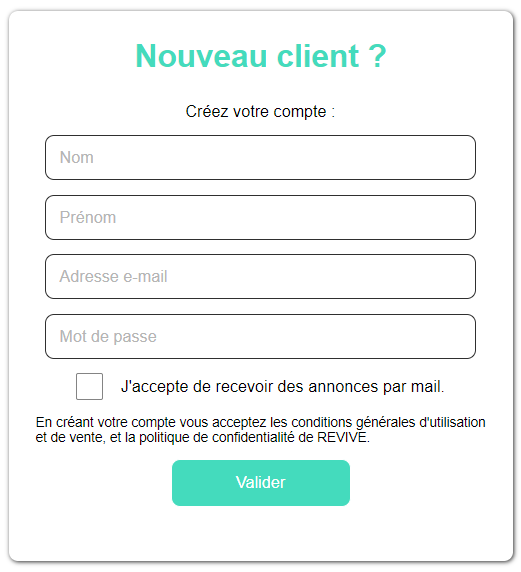 Nouveau client ?
Créez votre compte :
Nom
Prénom
Adresse e-mail
Mot de passe
J'accepte de recevoir des annonces par mail.
En créant votre compte vous acceptez les conditions générales d'utilisation
et de vente, et la politique de confidentialité de REVIVE.
Valider